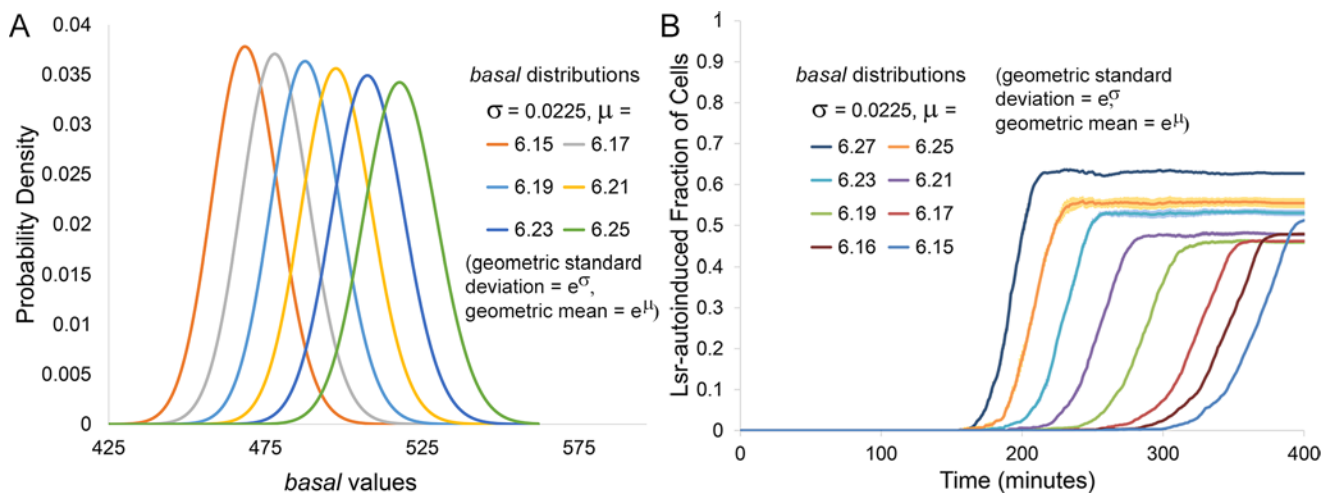 A
Probability Density
0.04
0.035
0.03
0.025
0.02
0.015
0.01
0.005
0
425
475
525
575
basal values
basal distributions
σ = 0.0225, μ =
6.15 6.17
6.19 6.21
6.23 6.25
(geometric standard
deviation = e^σ,
geometric mean = e^μ)
B
Lsr-autoinduced Fraction of Cells
1
0.9
0.8
0.7
0.6
0.5
0.4
0.3
0.2
0.1
0
0
100
200
300
400
Time (minutes)
basal distributions
σ = 0.0225, μ =
6.27 6.25
6.23 6.21
6.19 6.17
6.16 6.15
(geometric standard
deviation = e^σ,
geometric mean = e^μ)